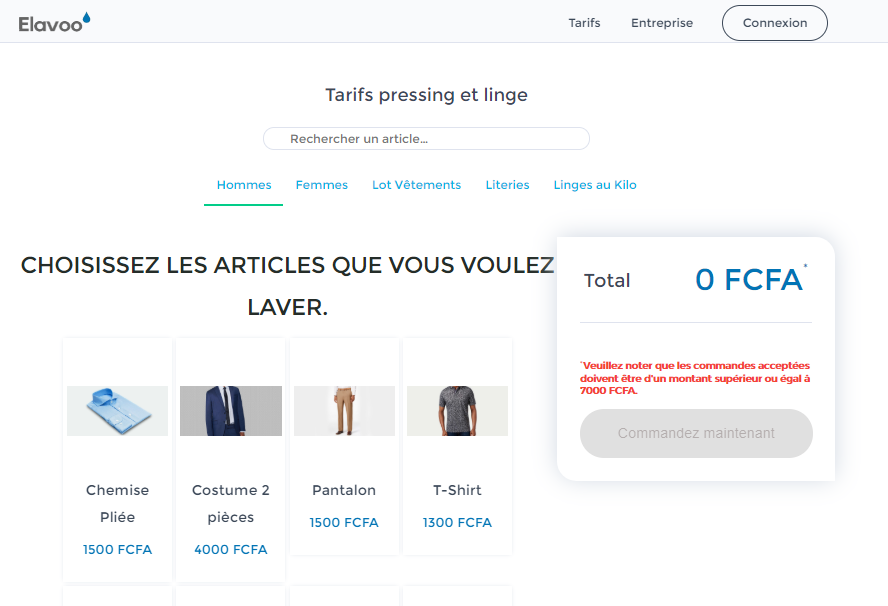 Elavoo
Tarifs
Entreprise
Connexion
Tarifs pressing et linge
Rechercher un article...
Hommes
Femmes
Lot Vêtements
Literies
Linges au Kilo
CHOISISSEZ LES ARTICLES QUE VOUS VOULEZ
LAVER.
Chemise
Pliée
1500 FCFA
Costume 2
pièces
4000 FCFA
Pantalon
1500 FCFA
T-Shirt
1300 FCFA
Total
0 FCFA*
*Veuillez noter que les commandes acceptées
doivent être d'un montant supérieur ou égal à
7000 FCFA.
Commandez maintenant